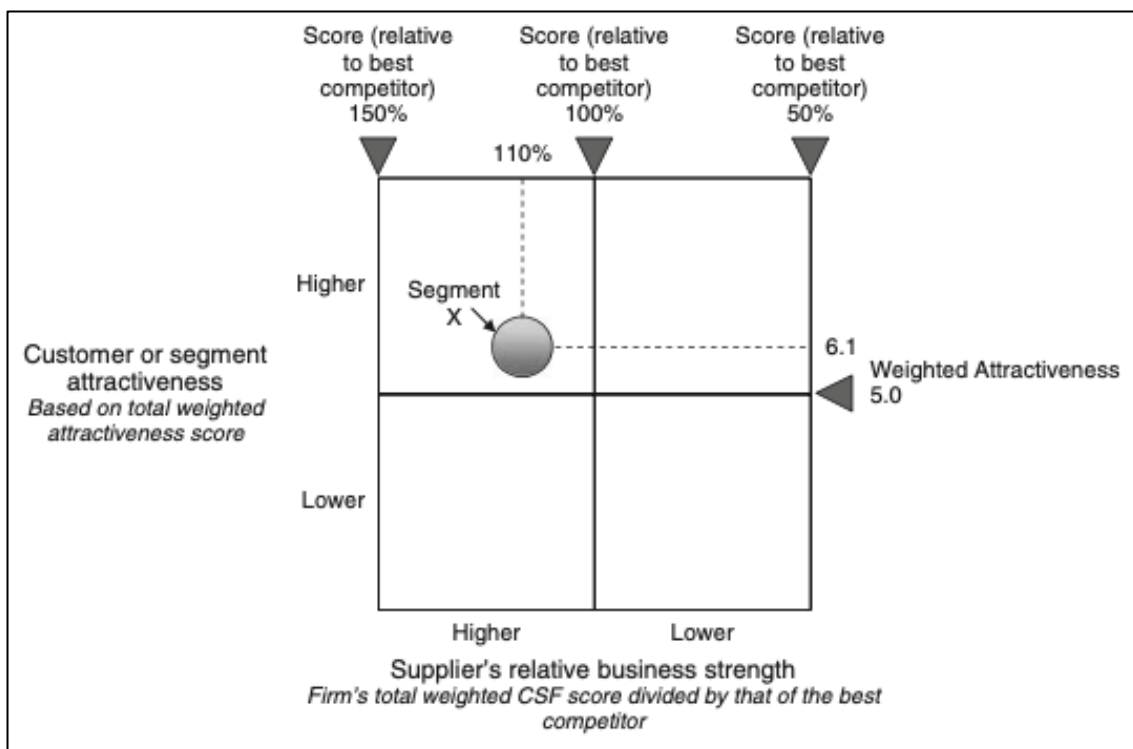 Score (relative
to best
competitor)
150%
Score (relative
to best
competitor)
100%
Score (relative
to best
competitor)
50%
110%
Higher
Segment
X
6.1
Weighted Attractiveness
5.0
Customer or segment
attractiveness
Based on total weighted
attractiveness score
Lower
Higher
Lower
Supplier's relative business strength
Firm's total weighted CSF score divided by that of the best
competitor